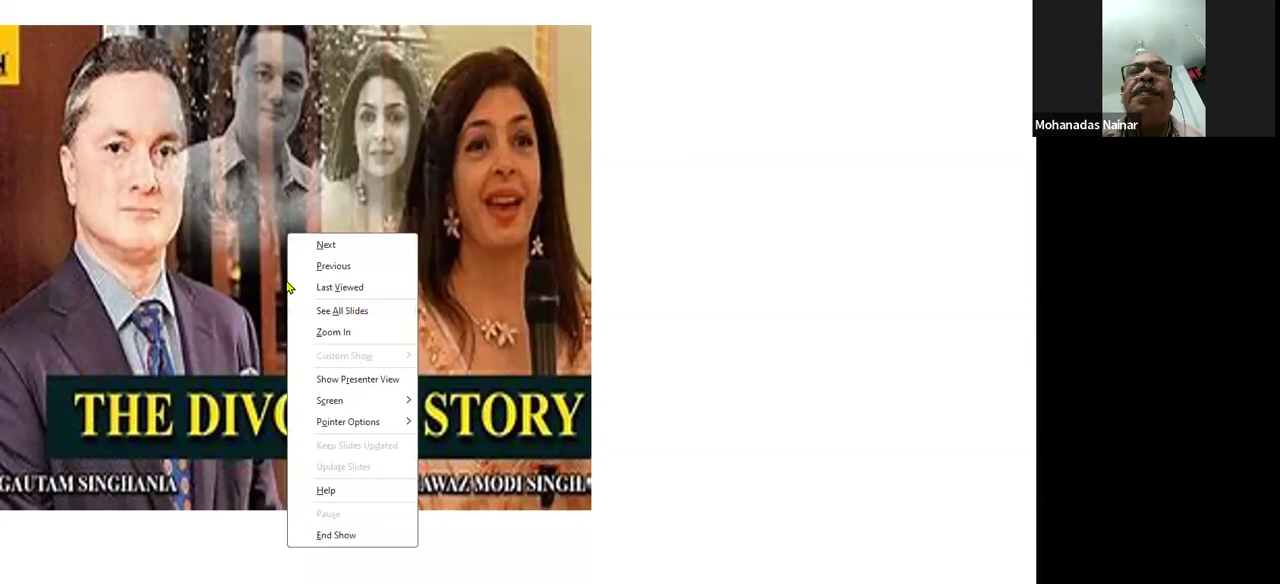 THE DIVO STORY
GAUTAM SINGHANIA
AWAZ MODI SINGH
Next
Previous
Last Viewed
See All Slides
Zoom In
Custom Show
Show Presenter View
Screen
Pointer Options
Keep Slides Updated
Update Slides
Help
Pause
End Show
Mohanadas Nainar